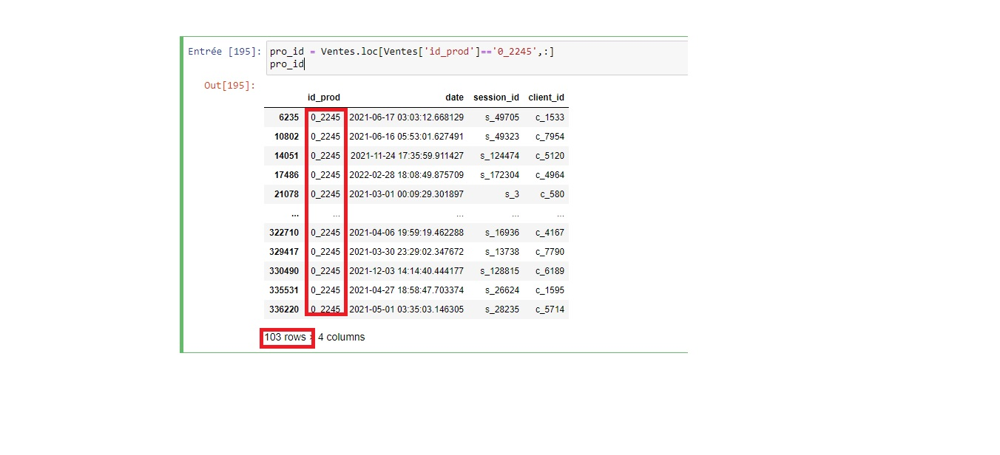 Entrée [195]: pro_id = Ventes.loc[Ventes['id_prod']=='0_2245',:]
pro_id
Out[195]:
id_prod date session_id client_id
6235 0_2245 2021-06-17 03:03:12.668129 s_49705 c_1533
10802 0_2245 2021-06-16 05:53:01.627491 s_49323 c_7954
14051 0_2245 2021-11-24 17:35:59.911427 s_124474 c_5120
17486 0_2245 2022-02-28 18:08:49.875709 s_172304 c_4964
21078 0_2245 2021-03-01 00:09:29.301897 s_3 c_580
... ... ... ... ...
322710 0_2245 2021-04-06 19:59:19.462288 s_16936 c_4167
329417 0_2245 2021-03-30 23:29:02.347672 s_13738 c_7790
330490 0_2245 2021-12-03 14:14:40.444177 s_128815 c_6189
335531 0_2245 2021-04-27 18:58:47.703374 s_26624 c_1595
336220 0_2245 2021-05-01 03:35:03.146305 s_28235 c_5714
103 rows × 4 columns